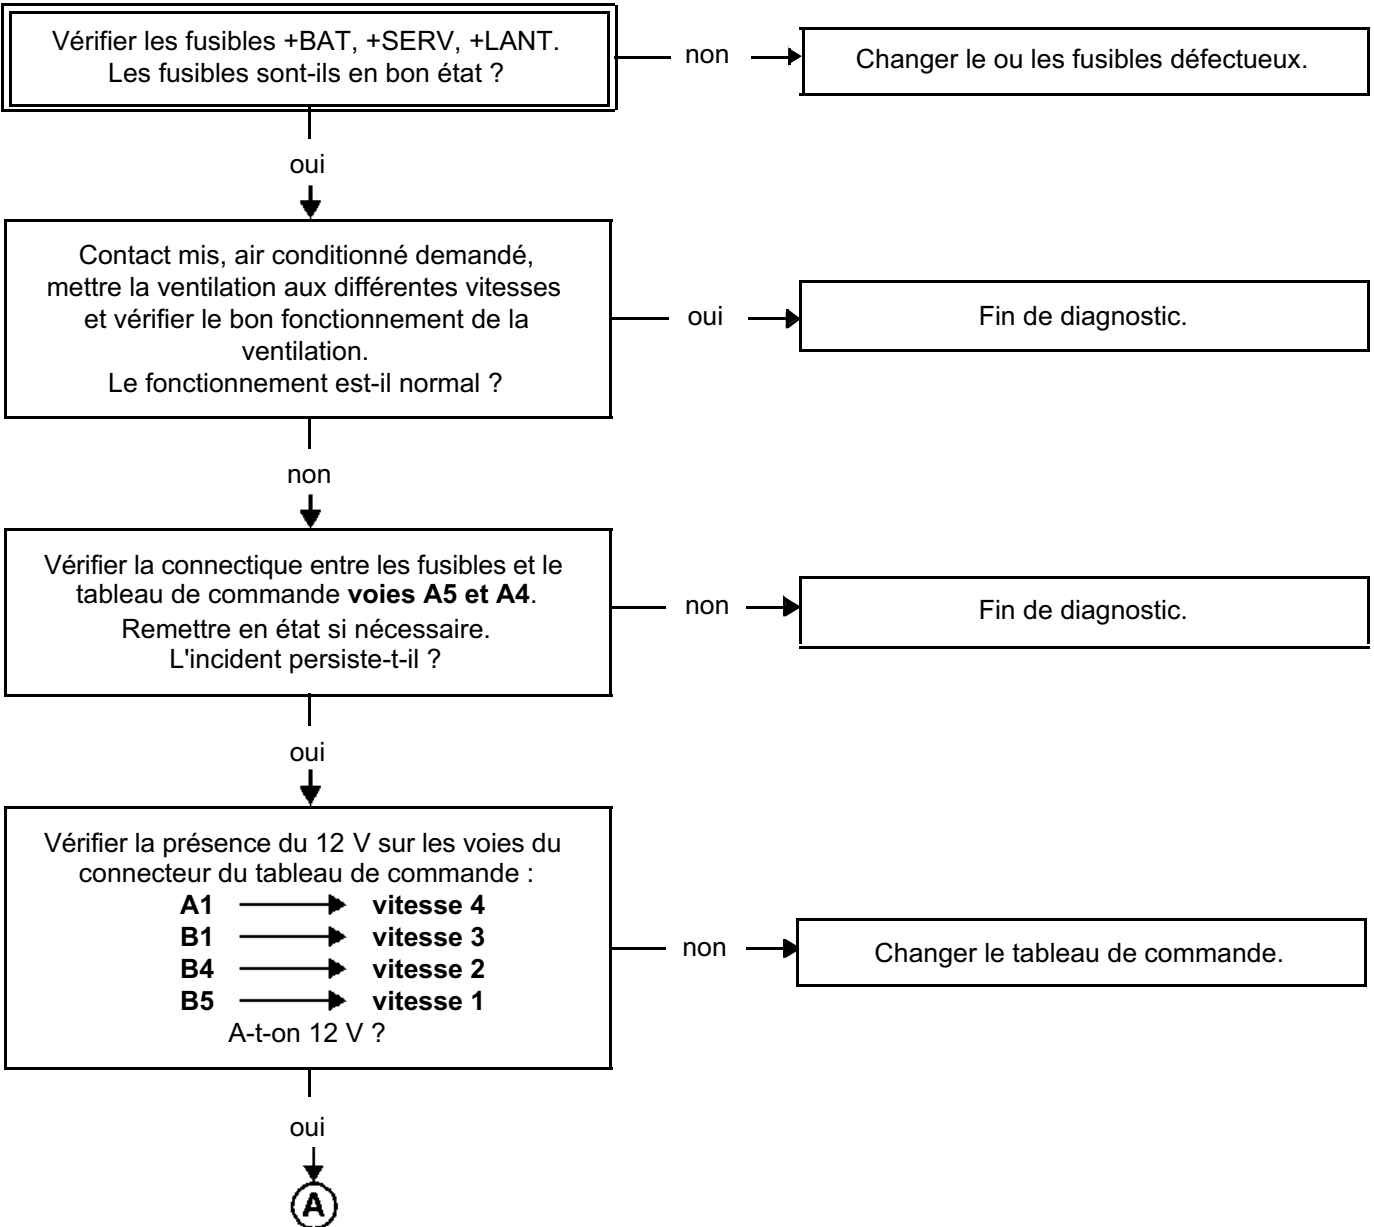 Vérifier les fusibles +BAT, +SERV, +LANT.
Les fusibles sont-ils en bon état ?
non
Changer le ou les fusibles défectueux.
oui
Contact mis, air conditionné demandé,
mettre la ventilation aux différentes vitesses
et vérifier le bon fonctionnement de la
ventilation.
Le fonctionnement est-il normal ?
oui
Fin de diagnostic.
non
Vérifier la connectique entre les fusibles et le
tableau de commande voies A5 et A4.
Remettre en état si nécessaire.
L'incident persiste-t-il ?
non
Fin de diagnostic.
oui
Vérifier la présence du 12 V sur les voies du
connecteur du tableau de commande :
A1 vitesse 4
B1 vitesse 3
B4 vitesse 2
B5 vitesse 1
A-t-on 12 V ?
non
Changer le tableau de commande.
oui
A